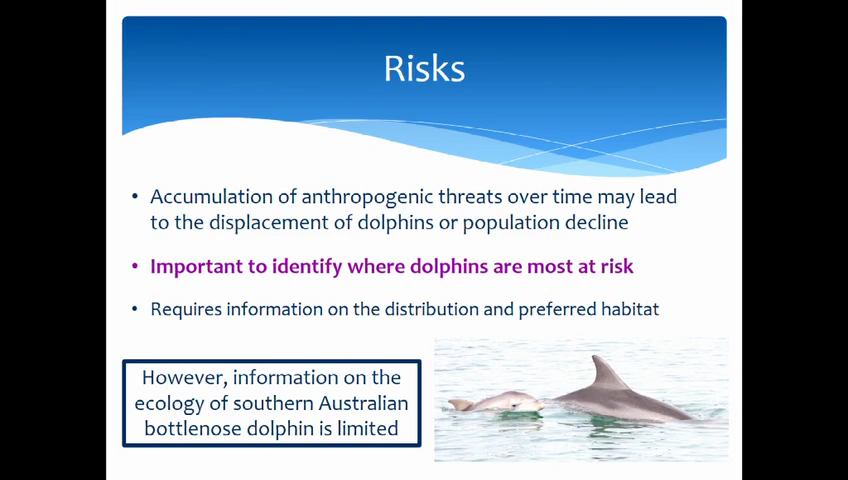 Risks
• Accumulation of anthropogenic threats over time may lead
to the displacement of dolphins or population decline
• Important to identify where dolphins are most at risk
• Requires information on the distribution and preferred habitat
However, information on the
ecology of southern Australian
bottlenose dolphin is limited